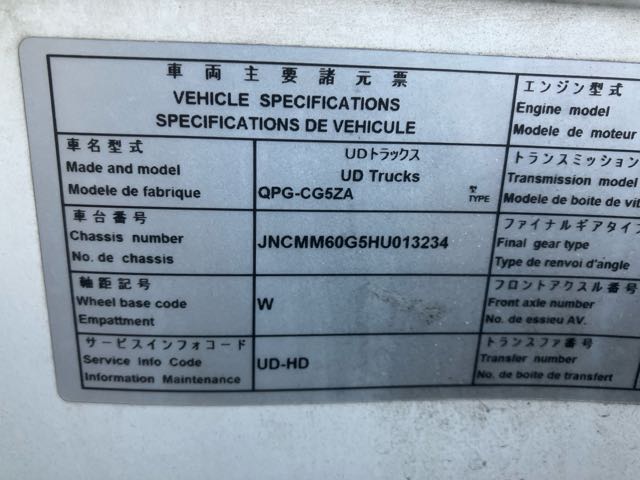 車両主要諸元票
VEHICLE SPECIFICATIONS
SPECIFICATIONS DE VEHICULE
車名型式
Made and model
Modele de fabrique
UDトラックス
UD Trucks
QPG-CG5ZA
型
TYPE
車台番号
Chassis number
No. de chassis
JNCMM60G5HU013234
軸距記号
Wheel base code
Empattment
W
サービスインフォコード
Service Info Code
Information Maintenance
UD-HD
エンジン型式
Engine model
Modele de moteur
トランスミッション
Transmission model
Modele de boite de vit
ファイナルギアタイ
Final gear type
Type de renvoi d'angle
フロントアクスル番号
Front axle number
No. de essieu AV.
トランスファ番号
Transfer number
No. de boite de transfert